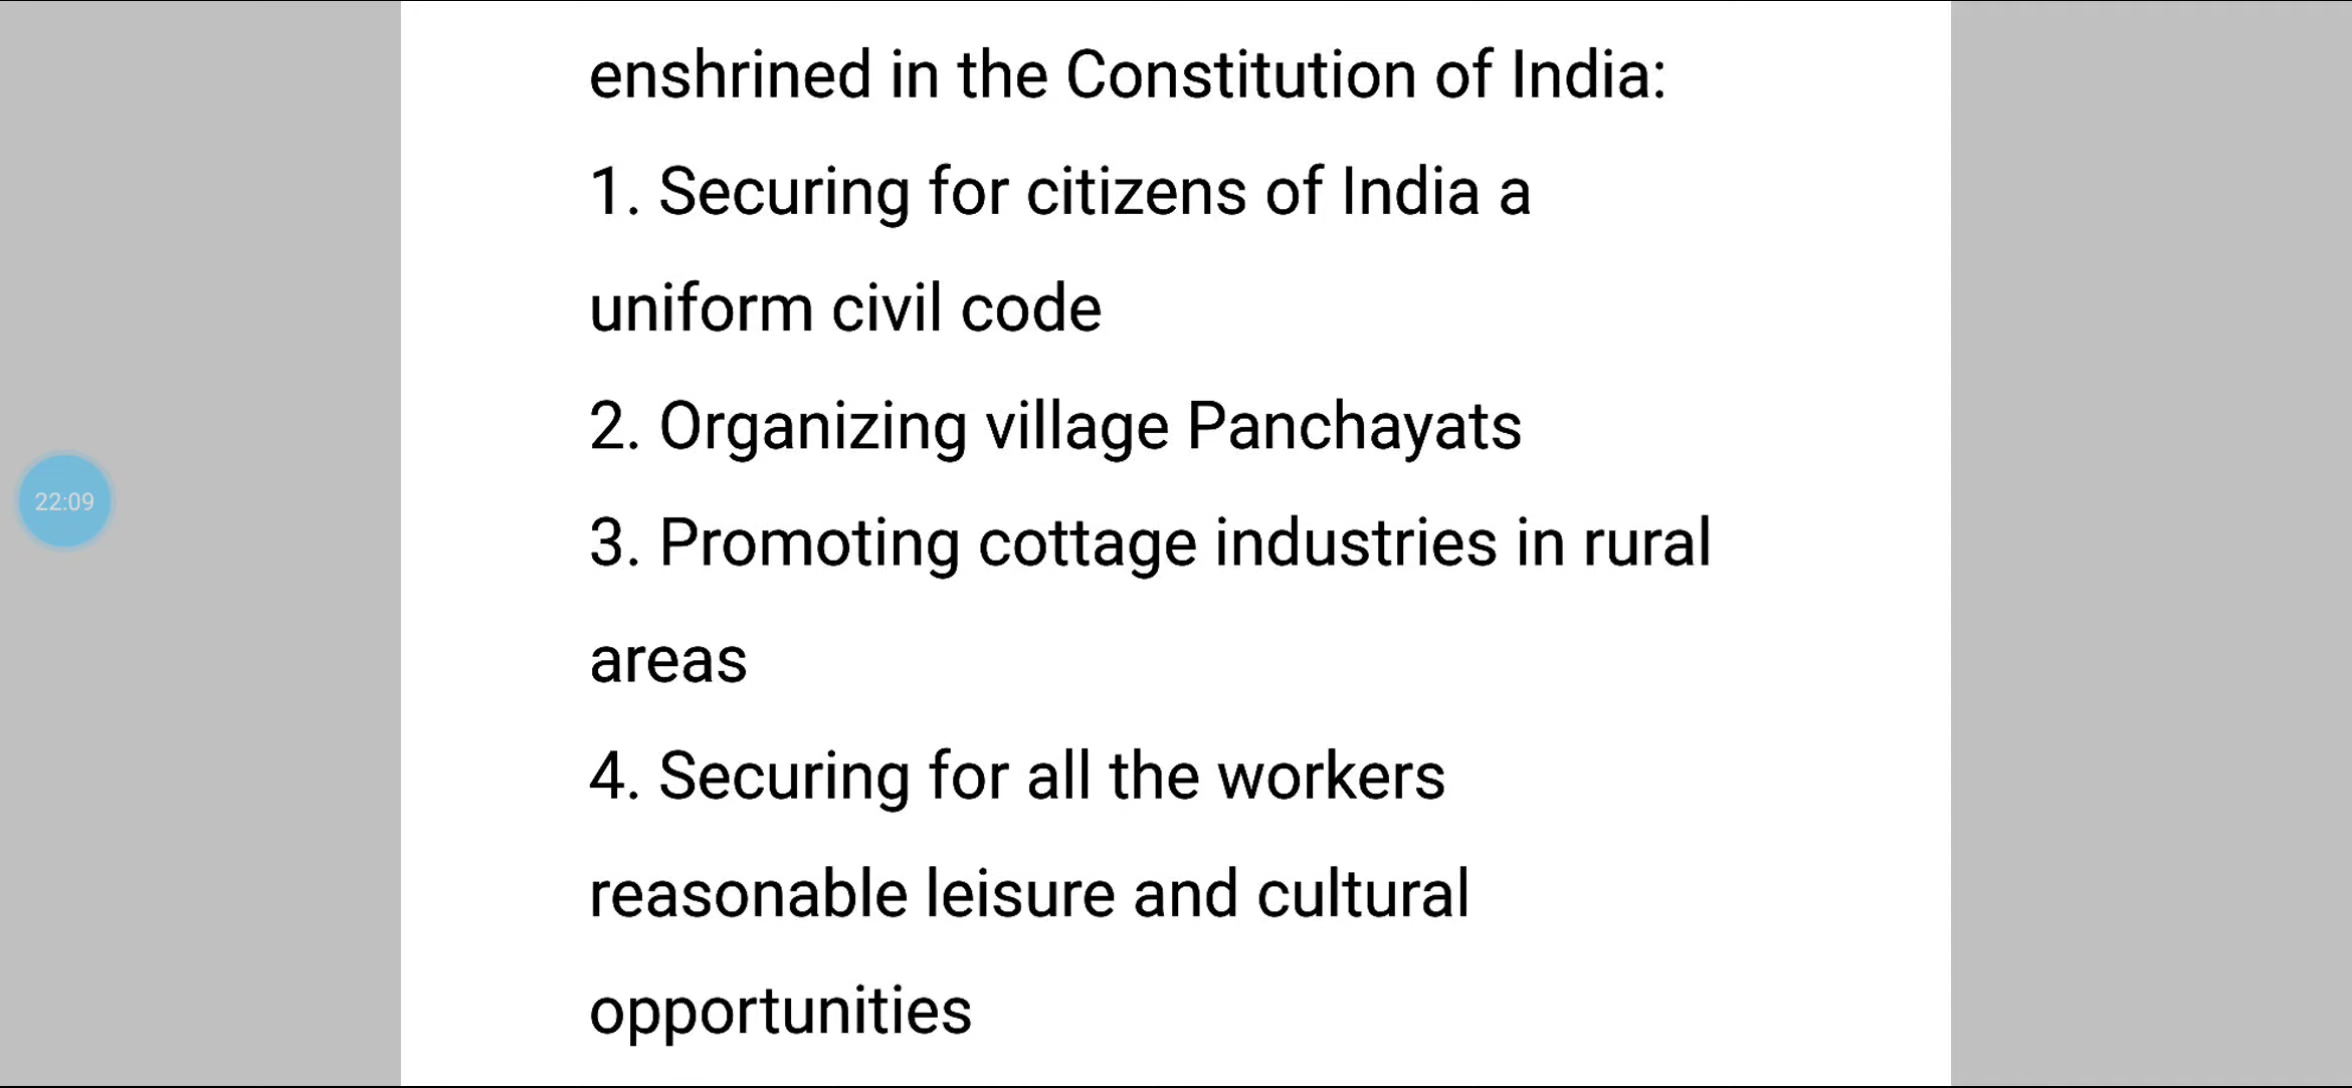 enshrined in the Constitution of India:
1. Securing for citizens of India a
uniform civil code
2. Organizing village Panchayats
22:09
3. Promoting cottage industries in rural
areas
4. Securing for all the workers
reasonable leisure and cultural
opportunities